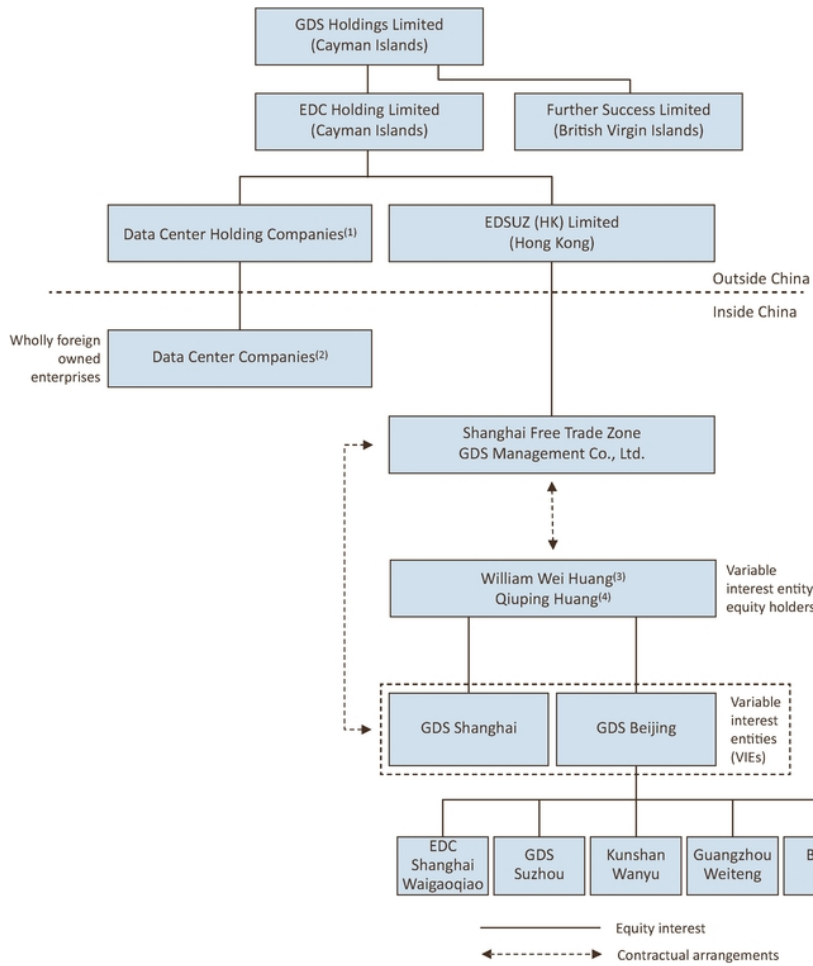 GDS Holdings Limited
(Cayman Islands)
EDC Holding Limited
(Cayman Islands)
Further Success Limited
(British Virgin Islands)
Data Center Holding Companies(1)
EDSUZ (HK) Limited
(Hong Kong)
Outside China
Inside China
Wholly foreign
owned
enterprises
Data Center Companies(2)
Shanghai Free Trade Zone
GDS Management Co., Ltd.
William Wei Huang(3)
Qiuping Huang(4)
Variable
interest entity
equity holders
GDS Shanghai
GDS Beijing
Variable
interest
entities
(VIEs)
EDC
Shanghai
Waigaoqiao
GDS
Suzhou
Kunshan
Wanyu
Guangzhou
Weiteng
Equity interest
Contractual arrangements